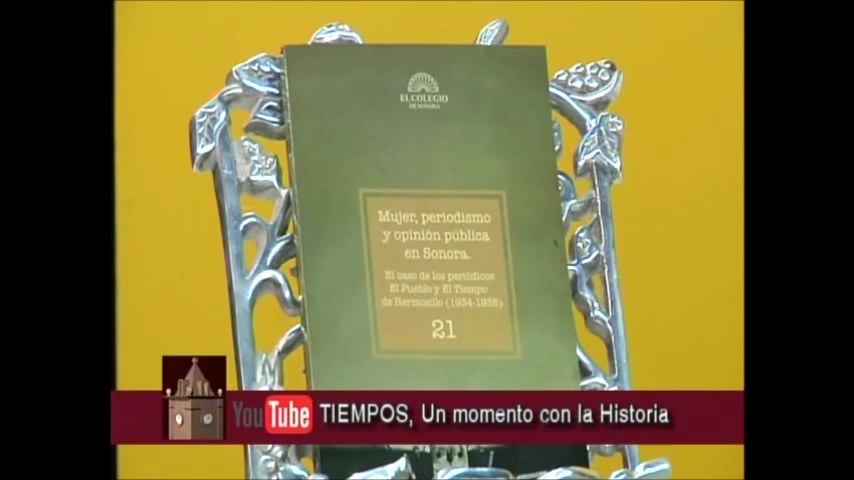 EL COLEGIO
DE SONORA
Mujer, periodismo
y opinión pública
en Sonora.
El caso de los periódicos
El Pueblo y El Tiempo
de Hermosillo (1934-1938)
21
YouTube TIEMPOS, Un momento con la Historia